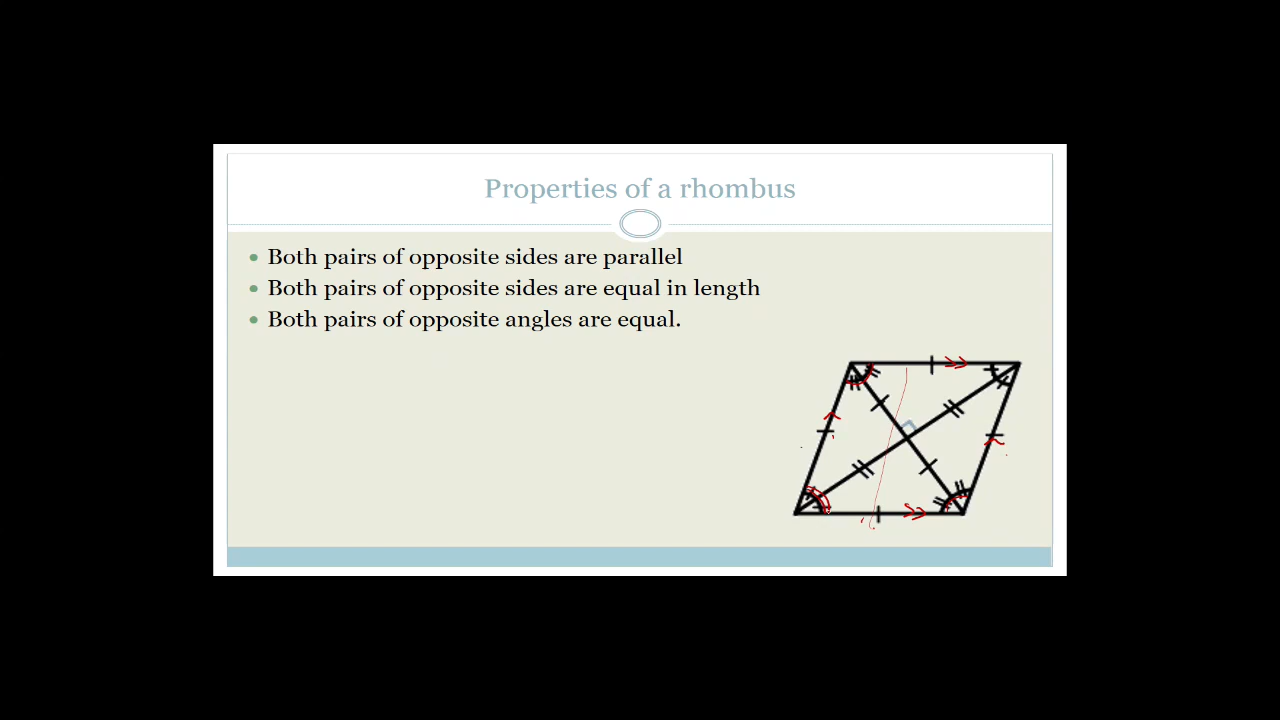 Properties of a rhombus
Both pairs of opposite sides are parallel
Both pairs of opposite sides are equal in length
Both pairs of opposite angles are equal.